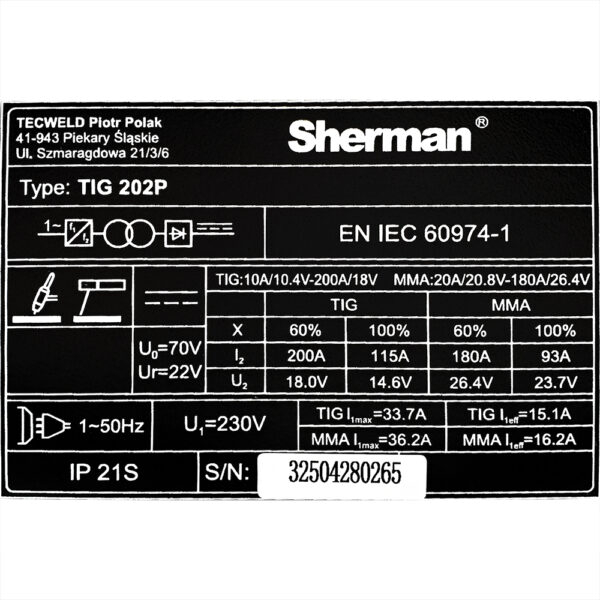 TECWELD Piotr Polak
41-943 Piekary Śląskie
Ul. Szmaragdowa 21/3/6
Sherman®
Type: TIG 202P
1~ f₁ f₂
EN IEC 60974-1
TIG:10A/10.4V-200A/18V MMA:20A/20.8V-180A/26.4V
TIG MMA
X 60% 100% 60% 100%
U₀=70V
Ur=22V
I₂ 200A 115A 180A 93A
U₂ 18.0V 14.6V 26.4V 23.7V
1~50Hz
U₁=230V
TIG I₁max=33.7A TIG I₁eff=15.1A
MMA I₁max=36.2A MMA I₁eff=16.2A
IP 21S
S/N: 32504280265